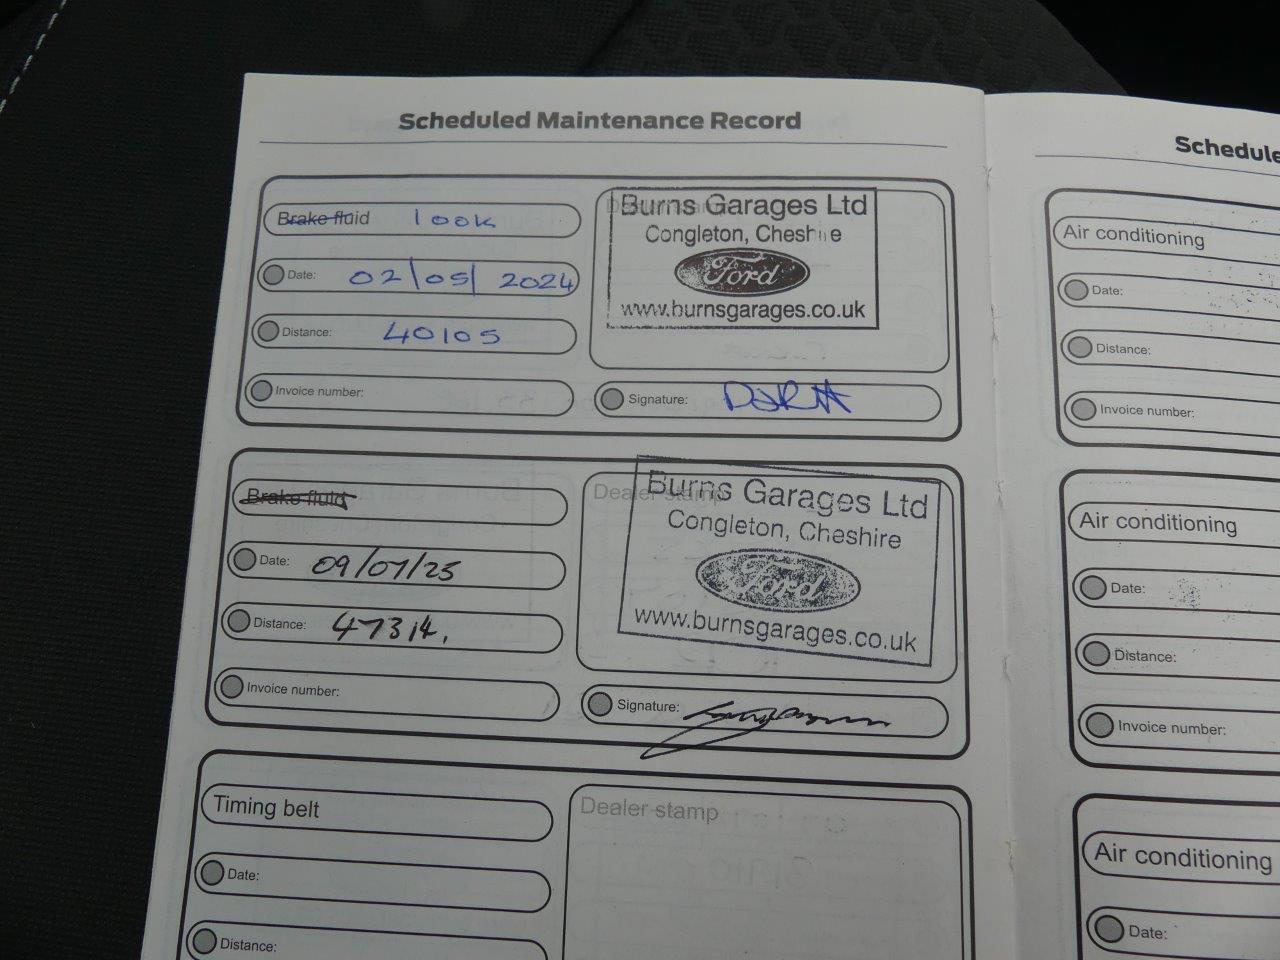 Scheduled Maintenance Record
Brake fluid 100K
Date: 02/05/2024
Distance: 40105
Invoice number:
Dealer stamp
Burns Garages Ltd
Congleton, Cheshire
Ford
www.burnsgarages.co.uk
Signature:
Brake fluid
Date: 09/07/25
Distance: 47314.
Invoice number:
Dealer stamp
Burns Garages Ltd
Congleton, Cheshire
Ford
www.burnsgarages.co.uk
Signature:
Timing belt
Date:
Distance:
Dealer stamp
Schedule
Air conditioning
Date:
Distance:
Invoice number:
Air conditioning
Date:
Distance:
Invoice number:
Air conditioning
Date: